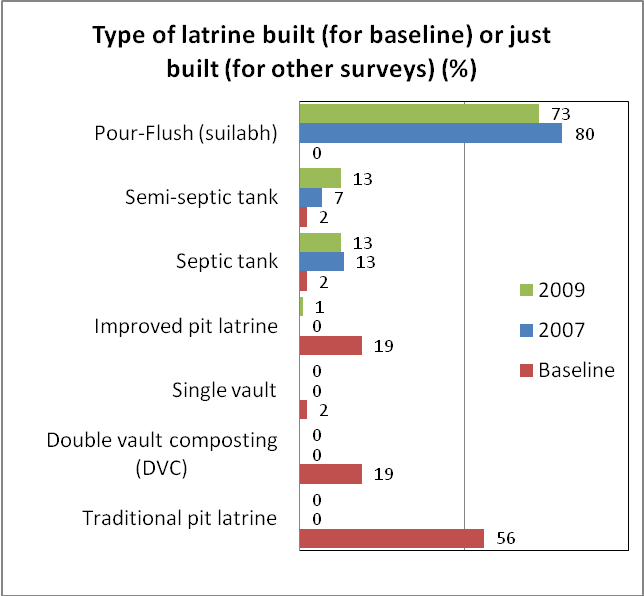 Type of latrine built (for baseline) or just
built (for other surveys) (%)
Pour-Flush (suilabh)
73
80
0
Semi-septic tank
13
7
2
Septic tank
13
13
2
Improved pit latrine
1
0
19
Single vault
0
0
2
Double vault composting
(DVC)
0
0
19
Traditional pit latrine
0
0
56
2009
2007
Baseline